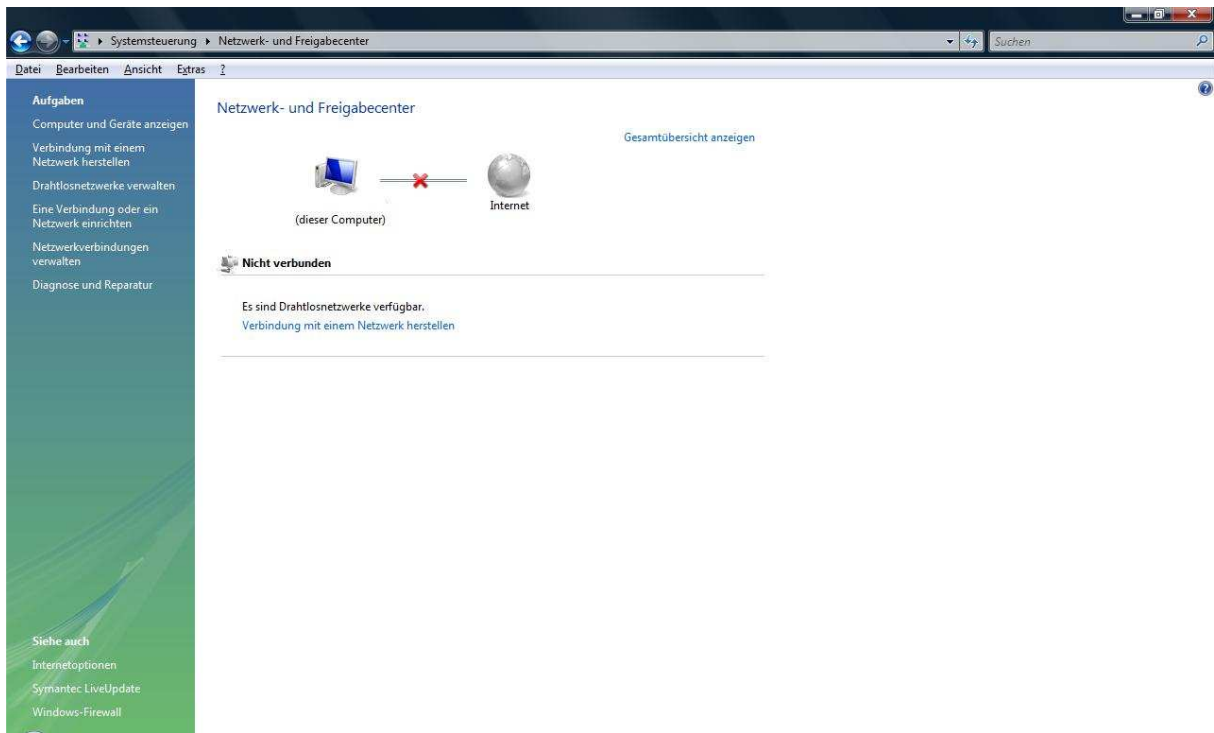 Systemsteuerung ▸ Netzwerk- und Freigabecenter
Suchen
Datei Bearbeiten Ansicht Extras ?
Aufgaben
Computer und Geräte anzeigen
Verbindung mit einem
Netzwerk herstellen
Drahtlosnetzwerke verwalten
Eine Verbindung oder ein
Netzwerk einrichten
Netzwerkverbindungen
verwalten
Diagnose und Reparatur
Siehe auch
Internetoptionen
Symantec LiveUpdate
Windows-Firewall
Netzwerk- und Freigabecenter
Gesamtübersicht anzeigen
(dieser Computer)
Internet
Nicht verbunden
Es sind Drahtlosnetzwerke verfügbar.
Verbindung mit einem Netzwerk herstellen